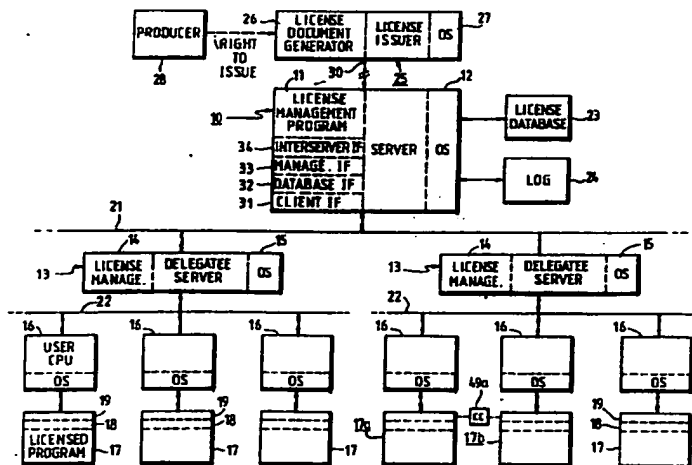 26
LICENSE DOCUMENT GENERATOR
LICENSE ISSUER
OS
27
PRODUCER
28
RIGHT TO ISSUE
30
25
11
12
10
LICENSE MANAGEMENT PROGRAM
SERVER
OS
LICENSE DATABASE
23
34
INTERSERVER IF
33
MANAGE. IF
32
DATABASE IF
31
CLIENT IF
LOG
24
21
14
15
13
LICENSE MANAGE.
DELEGATEE SERVER
OS
14
15
13
LICENSE MANAGE.
DELEGATEE SERVER
OS
22
22
16
16
16
16
16
16
USER CPU
OS
OS
OS
OS
OS
OS
49a
CC
19
18
LICENSED PROGRAM
17
19
18
17
17
17a
17b
19
18
17